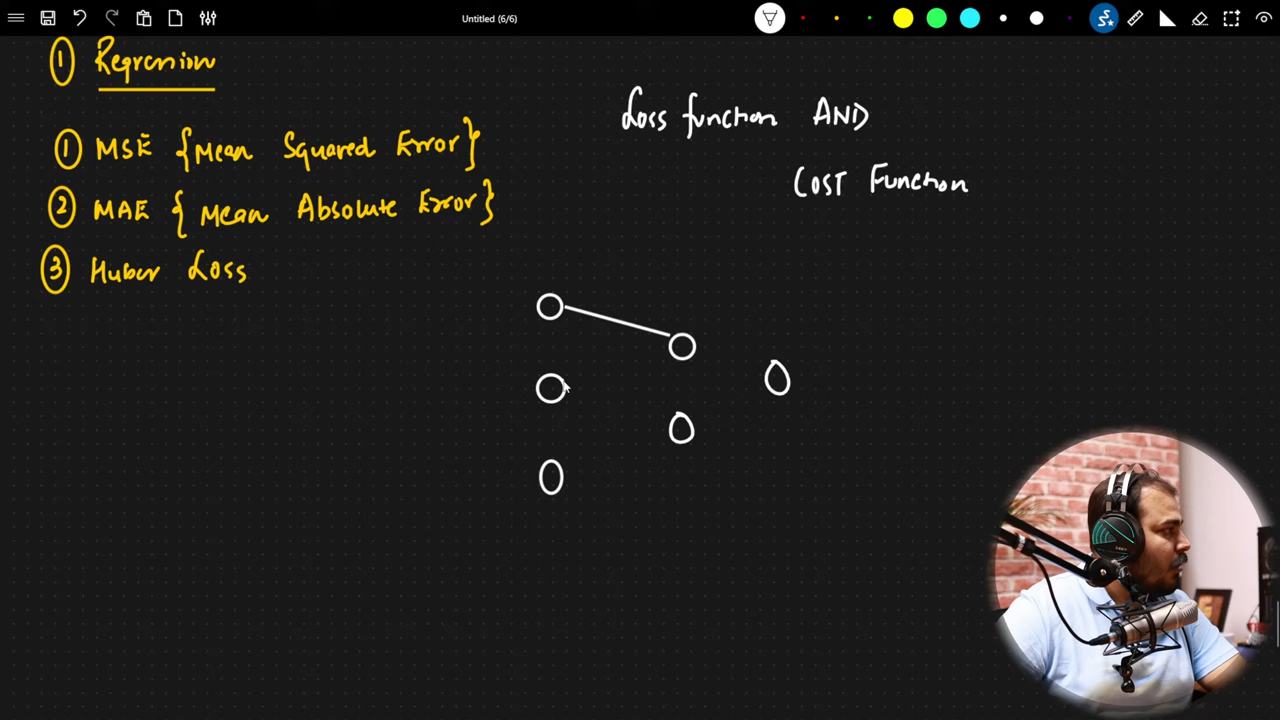 Untitled (6/6)
① Regression
Loss function AND
COST Function
① MSE {Mean Squared Error}
② MAE { Mean Absolute Error}
③ Huber Loss